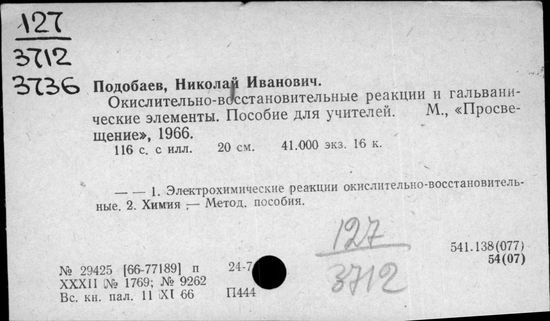 127
3712
3736
Подобаев, Николай Иванович.
Окислительно-восстановительные реакции и гальвани-
ческие элементы. Пособие для учителей. М., «Просве-
щение», 1966.
116 с. с илл. 20 см. 41.000 экз. 16 к.
— — 1. Электрохимические реакции окислительно-восстановитель-
ные. 2. Химия — Метод. пособия.
127
3712
541.138(077)
54(07)
№ 29425 [66-77189] п 24-7
XXXII № 1769; № 9262
Вс. кн. пал. 11 XI 66 П444